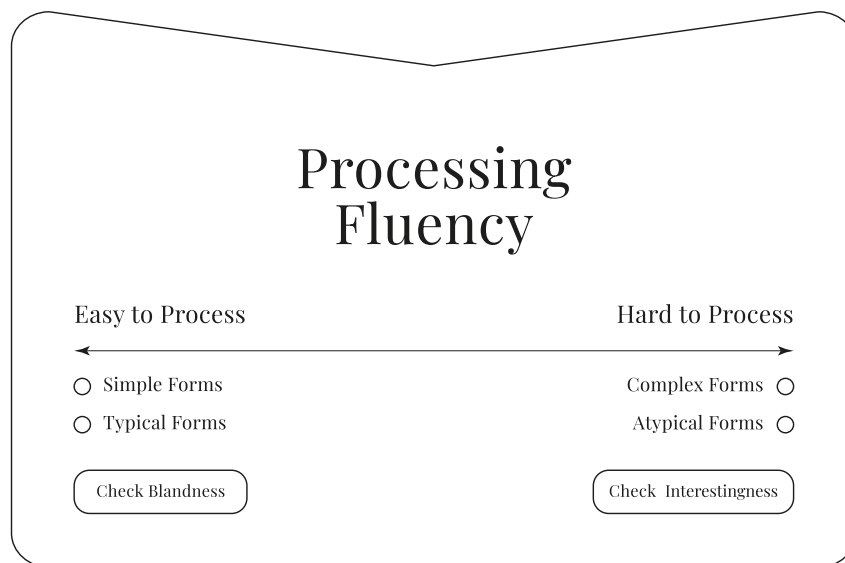 Processing
Fluency
Easy to Process
Hard to Process
Simple Forms
Complex Forms
Typical Forms
Atypical Forms
Check Blandness
Check Interestingness